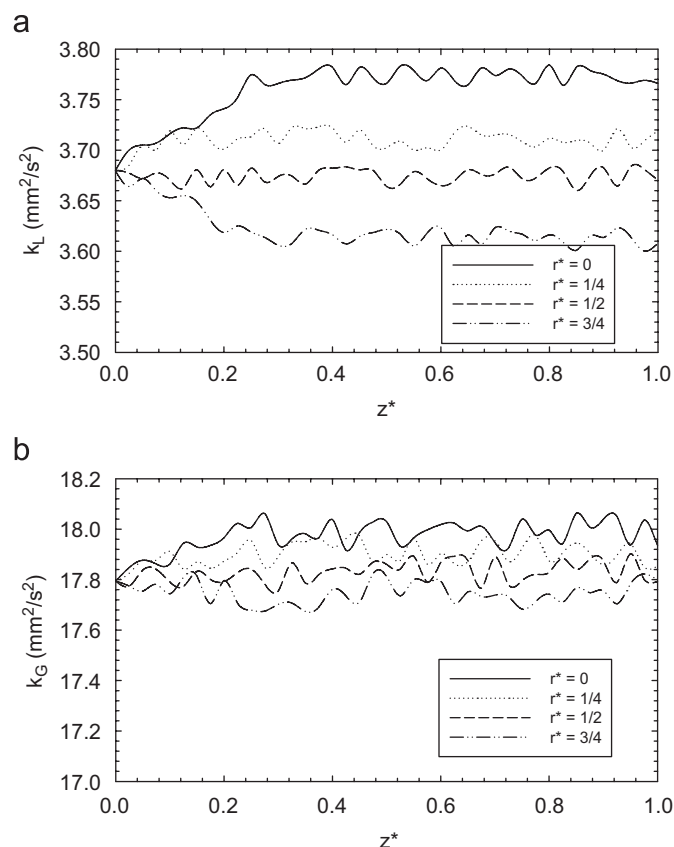 a
3.80
3.75
3.70
3.65
3.60
3.55
3.50
k_L (mm²/s²)
r* = 0
r* = 1/4
r* = 1/2
r* = 3/4
0.0 0.2 0.4 0.6 0.8 1.0
z*
b
18.2
18.0
17.8
17.6
17.4
17.2
17.0
k_G (mm²/s²)
r* = 0
r* = 1/4
r* = 1/2
r* = 3/4
0.0 0.2 0.4 0.6 0.8 1.0
z*